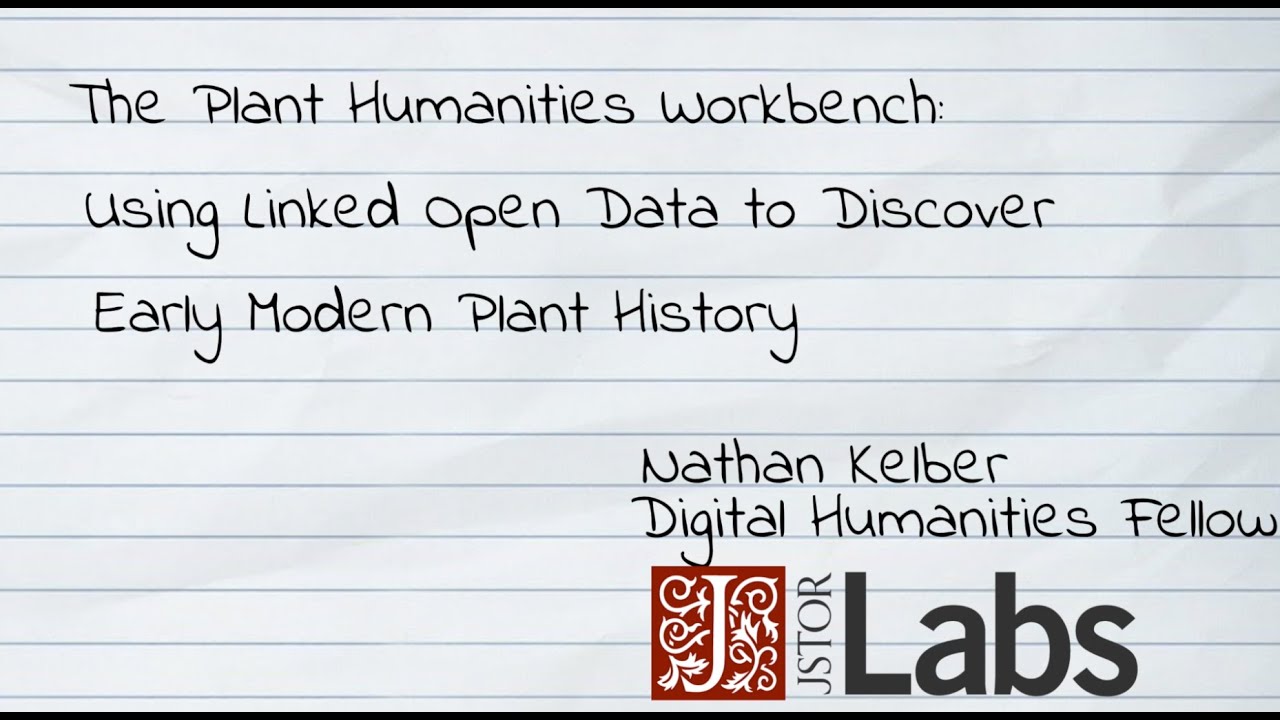 The Plant Humanities Workbench:
Using Linked Open Data to Discover
Early Modern Plant History
Nathan Kelber
Digital Humanities Fellow
J
JSTOR
Labs